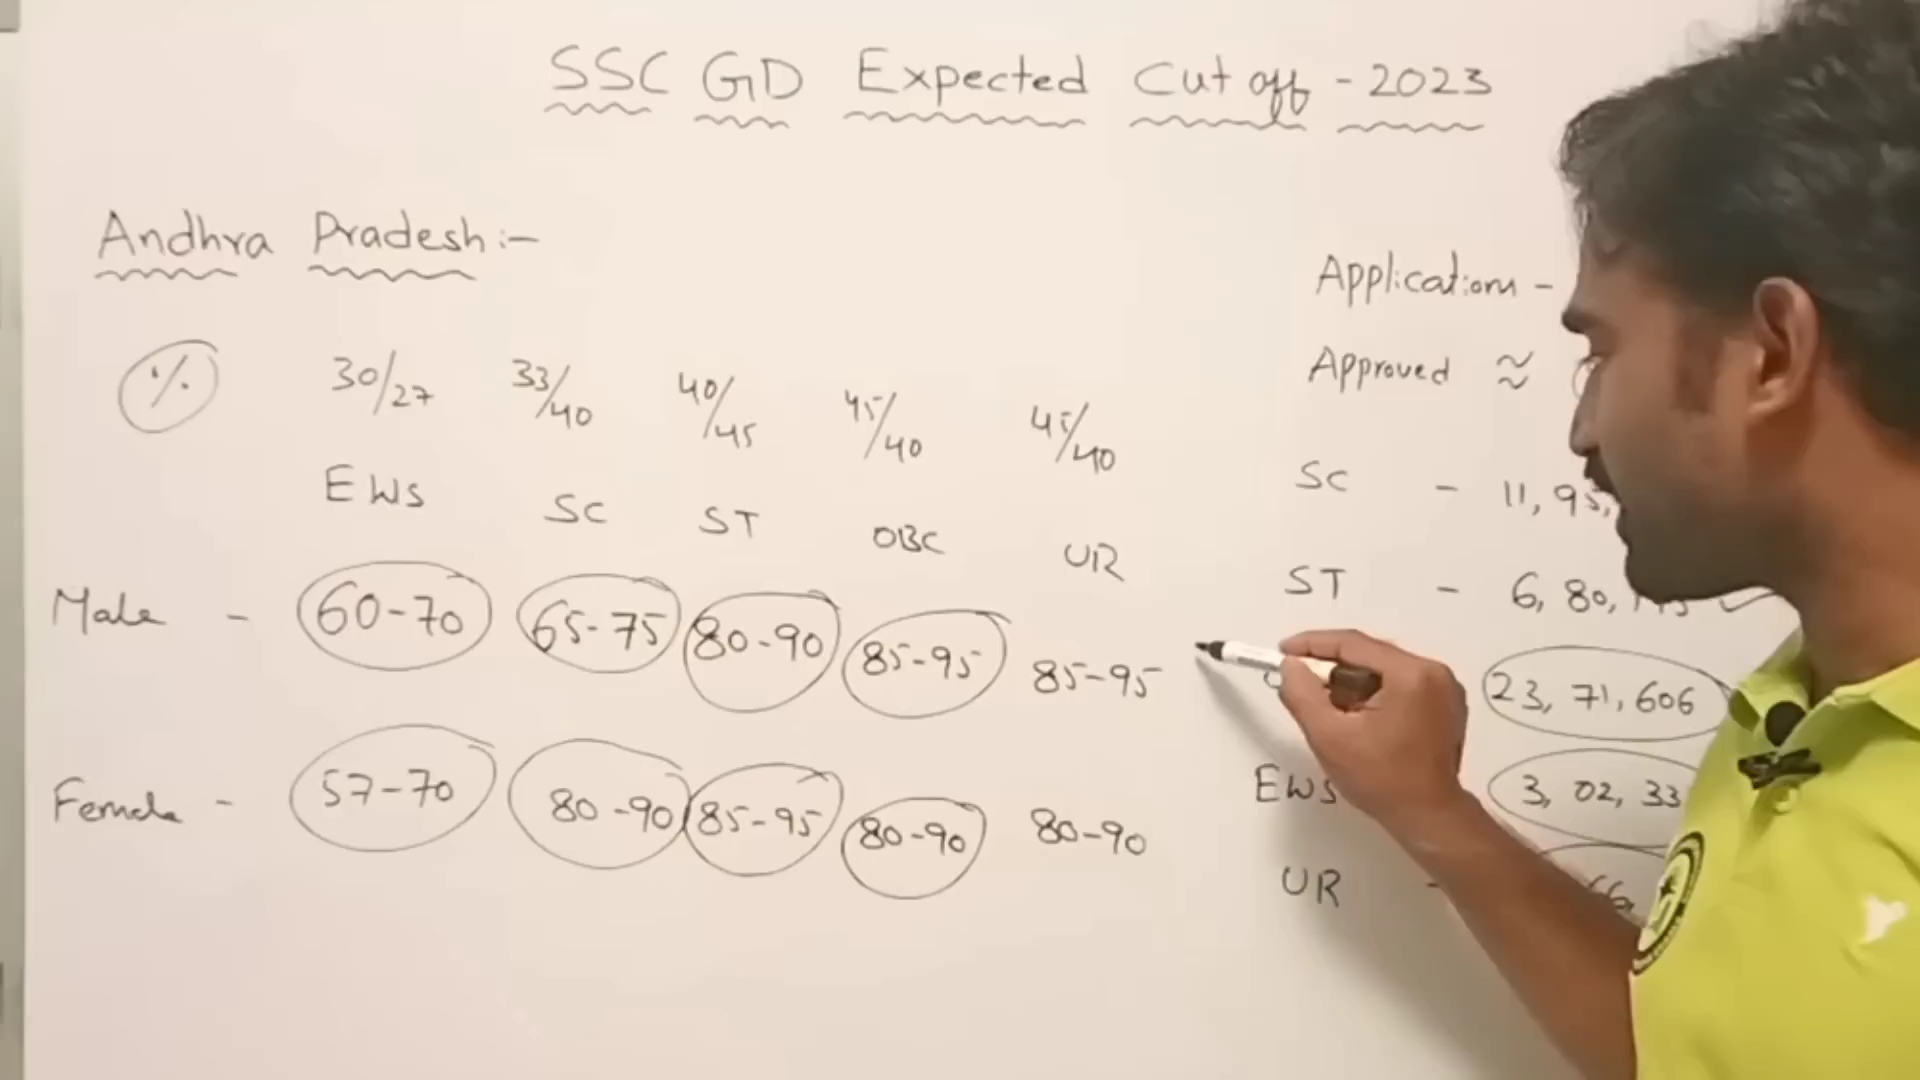 SSC GD Expected Cut off - 2023
Andhra Pradesh :-
Applications -
Approved ≈
% 30/27 33/40 40/45 45/40 45/40
EWS SC ST OBC UR
Male - 60-70 65-75 80-90 85-95 85-95
Female - 57-70 80-90 85-95 80-90 80-90
SC - 11, 95,
ST - 6, 80,
23, 71, 606
EWS 3, 02, 33
UR -